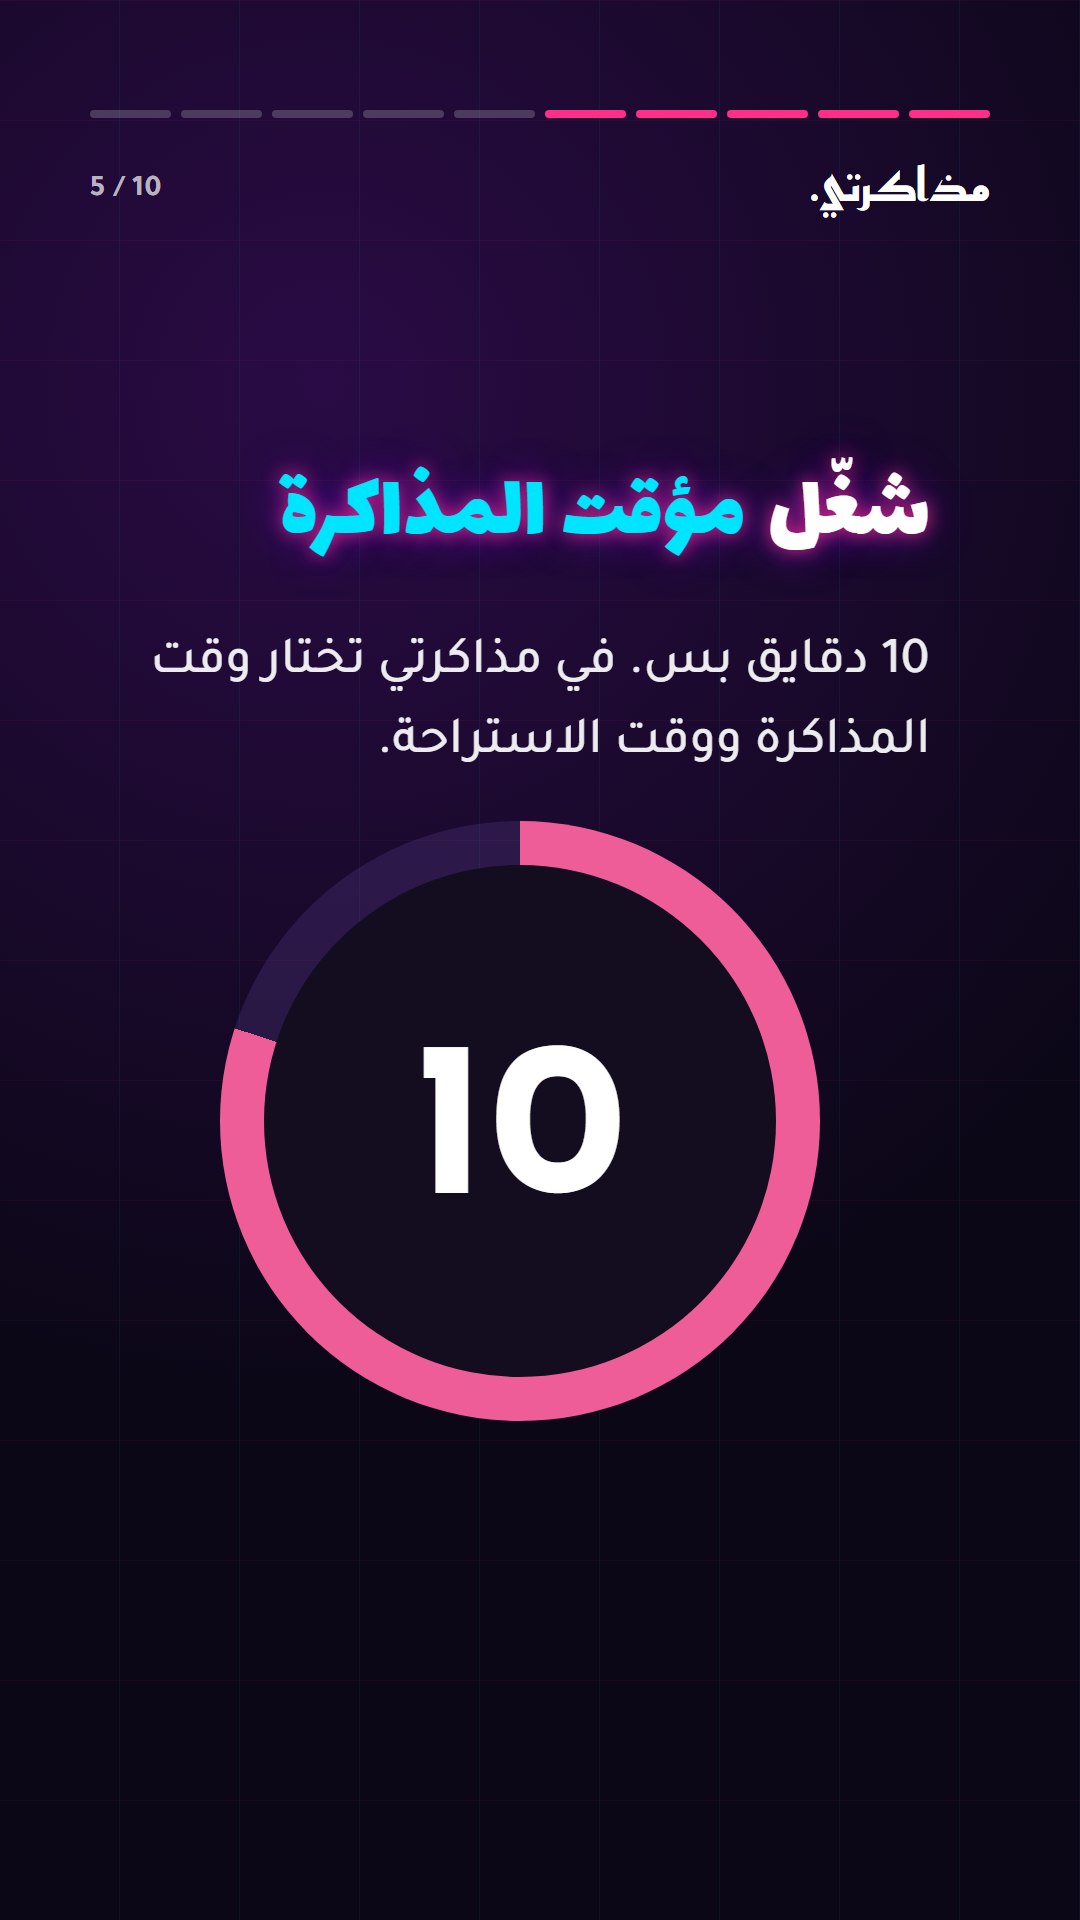 مذاكرتي.
5 / 10
شغّل مؤقت المذاكرة
10 دقايق بس. في مذاكرتي تختار وقت
المذاكرة ووقت الاستراحة.
10